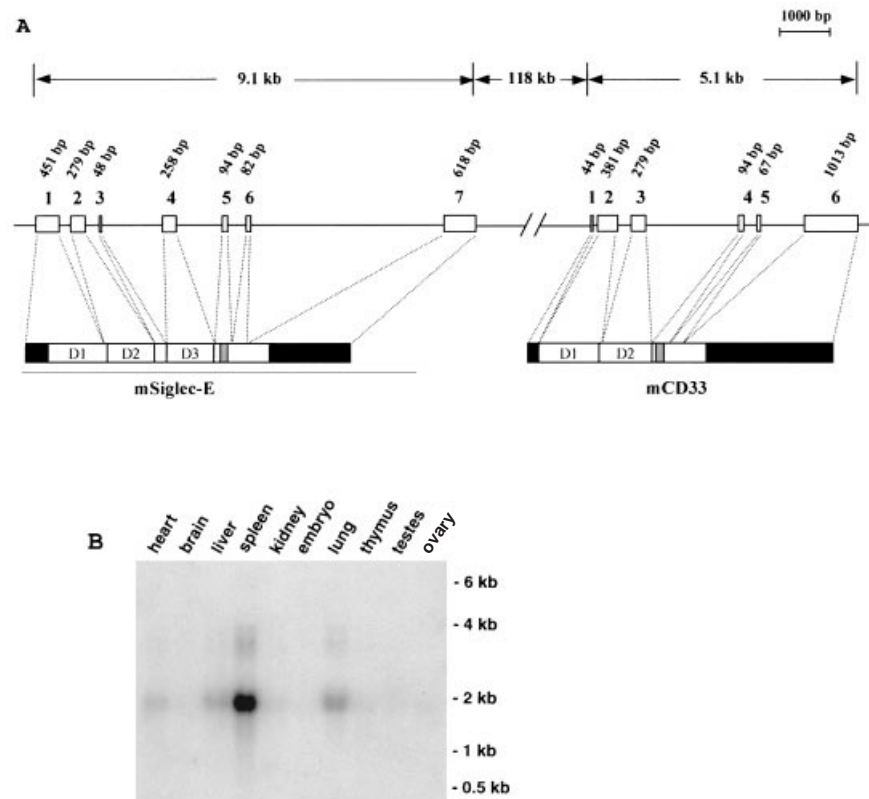 A
1000 bp
9.1 kb 118 kb 5.1 kb
451 bp 279 bp 48 bp 258 bp 94 bp 82 bp 618 bp 44 bp 381 bp 279 bp 94 bp 67 bp 1013 bp
1 2 3 4 5 6 7 1 2 3 4 5 6
D1 D2 D3 D1 D2
mSiglec-E mCD33
B
heart brain liver spleen kidney embryo lung thymus testes ovary
- 6 kb
- 4 kb
- 2 kb
- 1 kb
- 0.5 kb